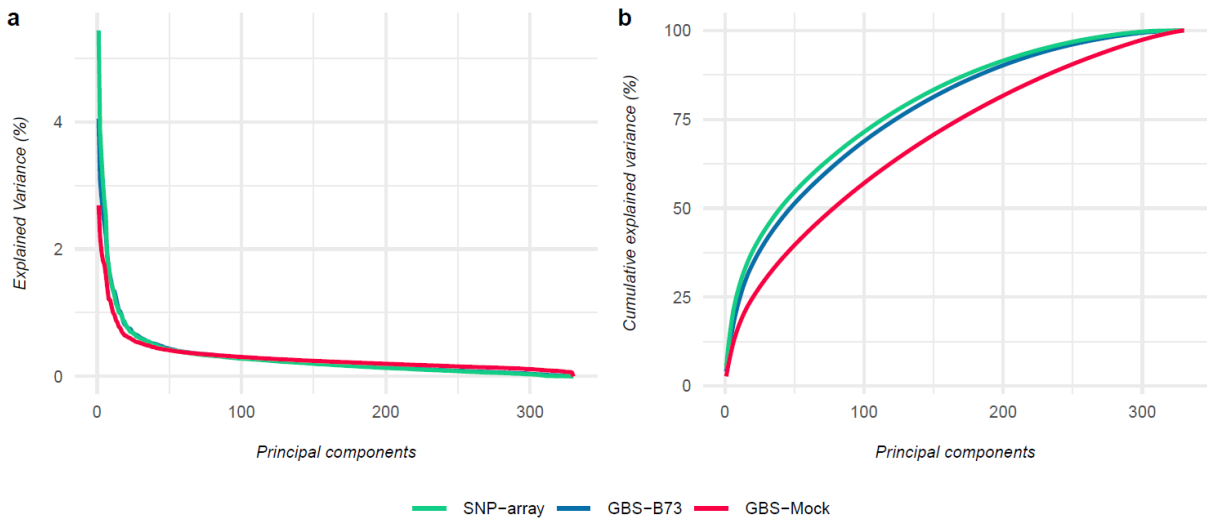 a
Explained Variance (%)
4
2
0
0
100
200
300
Principal components
b
Cumulative explained variance (%)
100
75
50
25
0
0
100
200
300
Principal components
SNP−array
GBS−B73
GBS−Mock